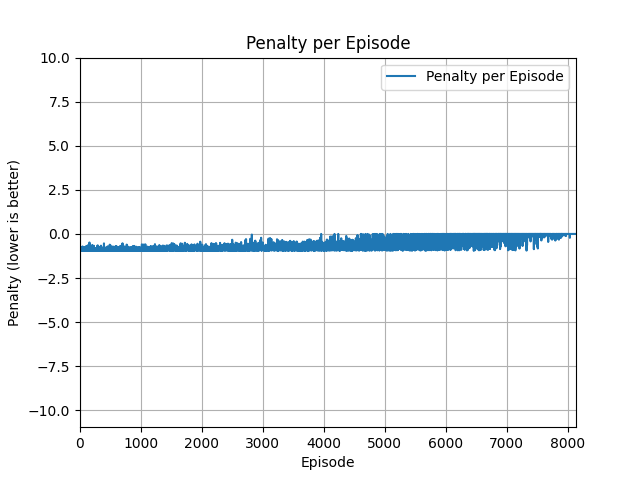 Penalty per Episode
10.0
7.5
5.0
2.5
0.0
−2.5
−5.0
−7.5
−10.0
Penalty (lower is better)
Penalty per Episode
0 1000 2000 3000 4000 5000 6000 7000 8000
Episode